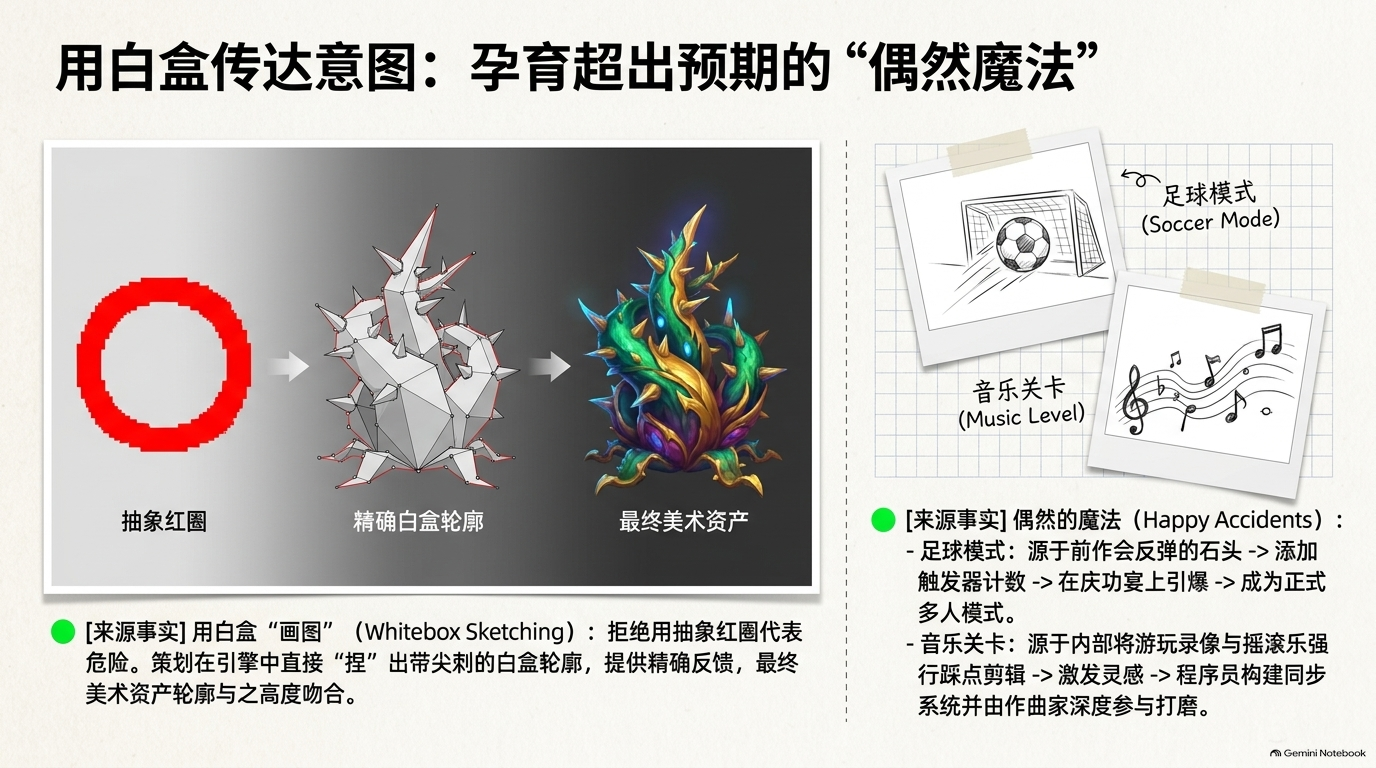 用白盒传达意图：孕育超出预期的“偶然魔法”
抽象红圈
精确白盒轮廓
最终美术资产
[来源事实] 用白盒“画图”（Whitebox Sketching）：拒绝用抽象红圈代表
危险。策划在引擎中直接“捏”出带尖刺的白盒轮廓，提供精确反馈，最终
美术资产轮廓与之高度吻合。
足球模式
(Soccer Mode)
音乐关卡
(Music Level)
[来源事实] 偶然的魔法（Happy Accidents）：
- 足球模式：源于前作会反弹的石头 -> 添加
触发器计数 -> 在庆功宴上引爆 -> 成为正式
多人模式。
- 音乐关卡：源于内部将游玩录像与摇滚乐强
行踩点剪辑 -> 激发灵感 -> 程序员构建同步
系统并由作曲家深度参与打磨。
Gemini Notebook